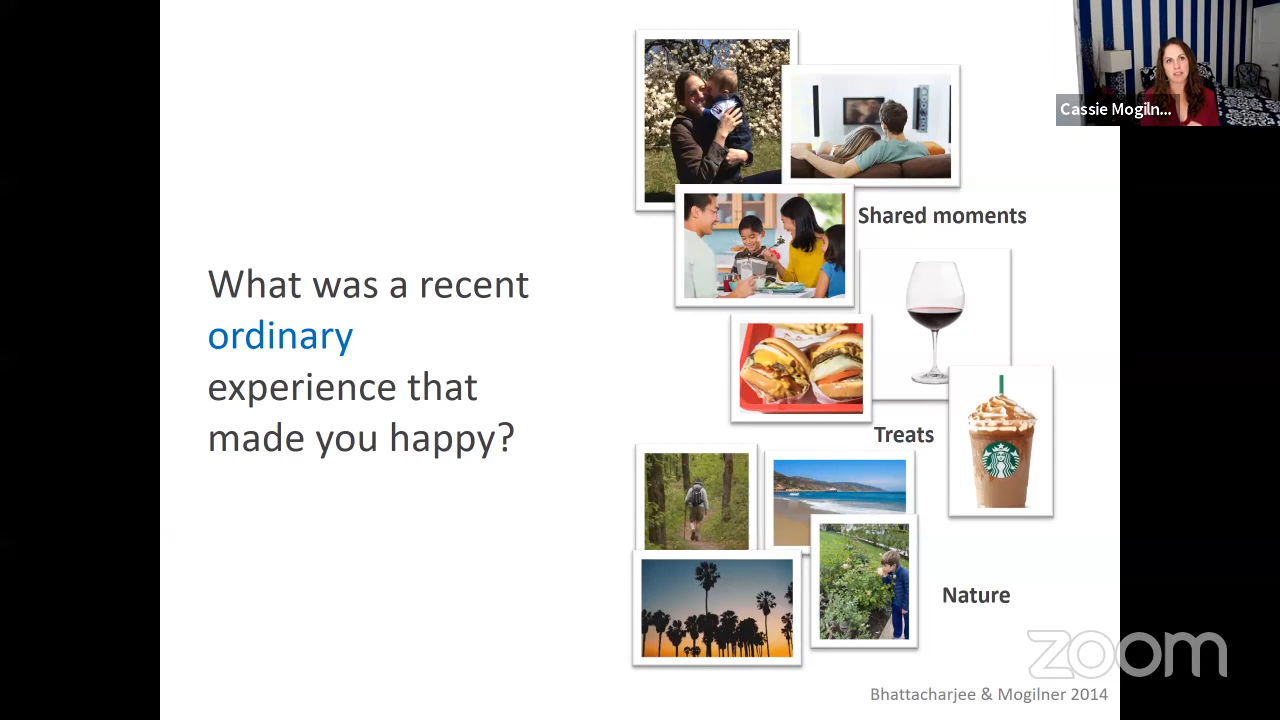 Cassie Mogiln...
What was a recent
ordinary
experience that
made you happy?
Shared moments
Treats
Nature
zoom
Bhattacharjee & Mogilner 2014